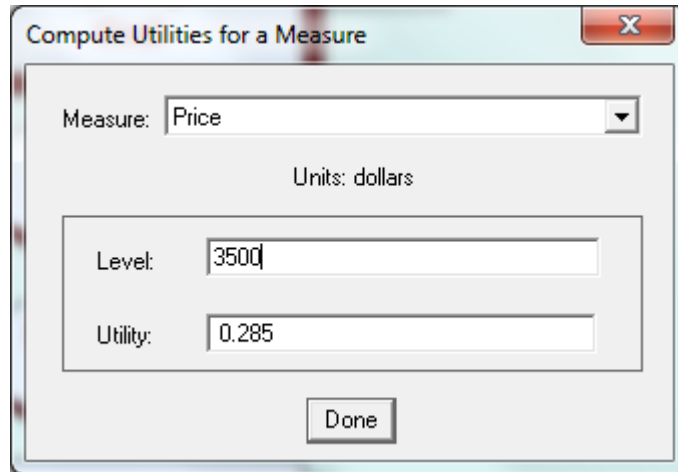 Compute Utilities for a Measure
Measure: Price
Units: dollars
Level: 3500
Utility: 0.285
Done